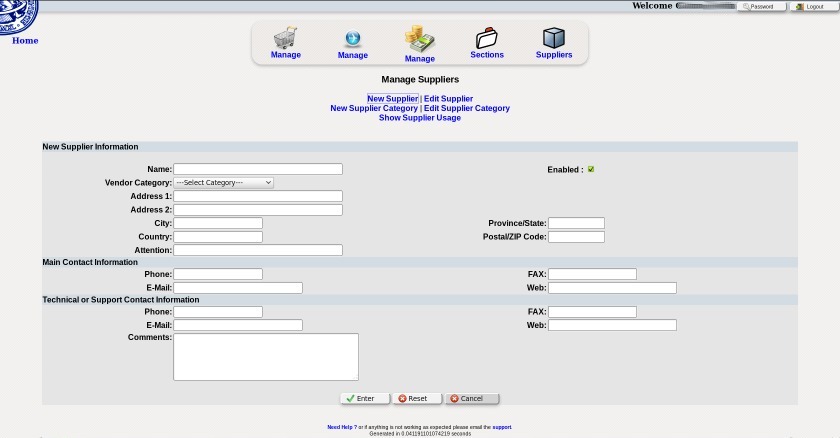 Welcome
Password
Logout
Home
Manage
Manage
Manage
Sections
Suppliers
Manage Suppliers
New Supplier | Edit Supplier
New Supplier Category | Edit Supplier Category
Show Supplier Usage
New Supplier Information
Name:
Enabled :
Vendor Category: ---Select Category---
Address 1:
Address 2:
City:
Province/State:
Country:
Postal/ZIP Code:
Attention:
Main Contact Information
Phone:
FAX:
E-Mail:
Web:
Technical or Support Contact Information
Phone:
FAX:
E-Mail:
Web:
Comments:
Enter
Reset
Cancel
Need Help ? or if anything is not working as expected please email the support.
Generated in 0.041191101074219 seconds